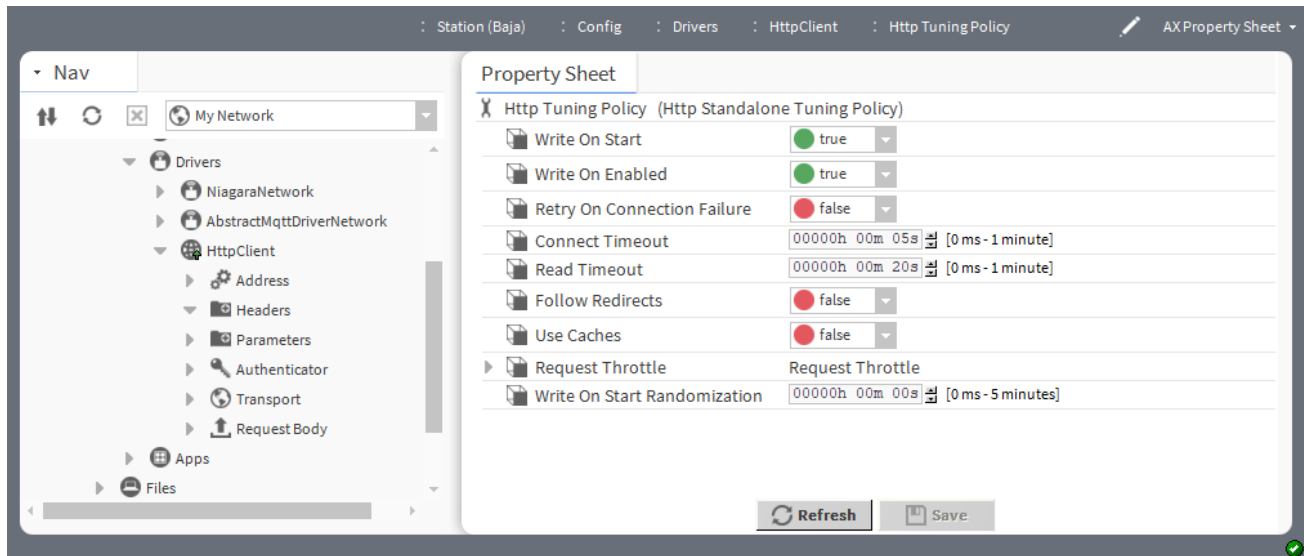 : Station (Baja) : Config : Drivers : HttpClient : Http Tuning Policy AX Property Sheet
Nav
My Network
Drivers
NiagaraNetwork
AbstractMqttDriverNetwork
HttpClient
Address
Headers
Parameters
Authenticator
Transport
Request Body
Apps
Files
Property Sheet
Http Tuning Policy (Http Standalone Tuning Policy)
Write On Start true
Write On Enabled true
Retry On Connection Failure false
Connect Timeout 00000h 00m 05s [0 ms - 1 minute]
Read Timeout 00000h 00m 20s [0 ms - 1 minute]
Follow Redirects false
Use Caches false
Request Throttle Request Throttle
Write On Start Randomization 00000h 00m 00s [0 ms - 5 minutes]
Refresh Save